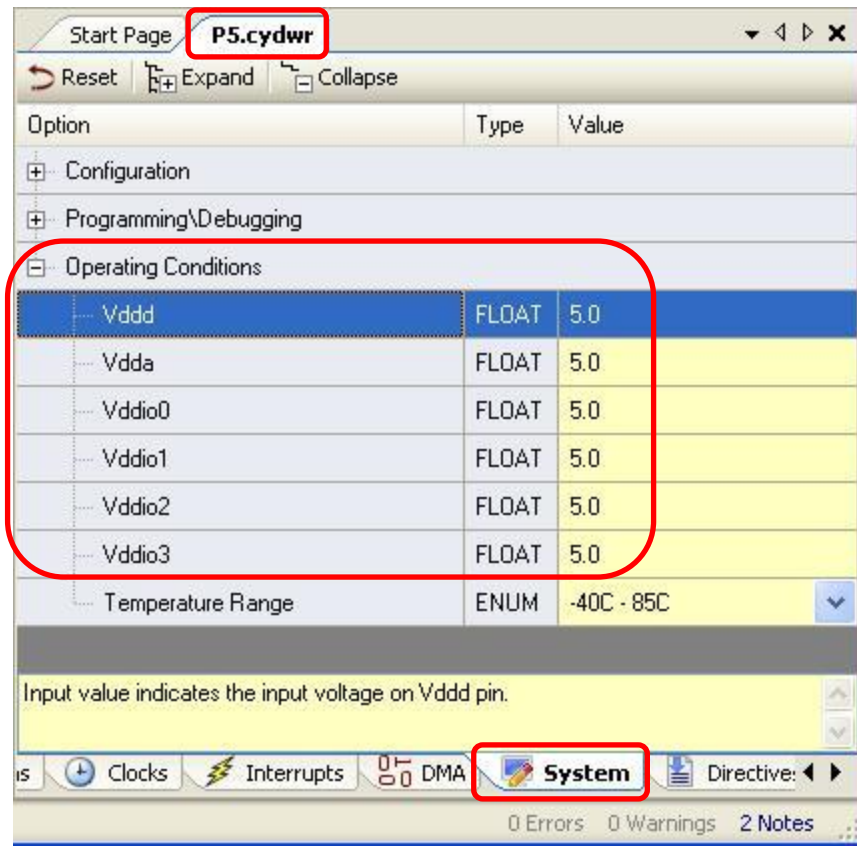 Start Page P5.cydwr
Reset Expand Collapse
Option Type Value
Configuration
Programming\Debugging
Operating Conditions
Vddd FLOAT 5.0
Vdda FLOAT 5.0
Vddio0 FLOAT 5.0
Vddio1 FLOAT 5.0
Vddio2 FLOAT 5.0
Vddio3 FLOAT 5.0
Temperature Range ENUM -40C - 85C
Input value indicates the input voltage on Vddd pin.
s Clocks Interrupts DMA System Directive
0 Errors 0 Warnings 2 Notes